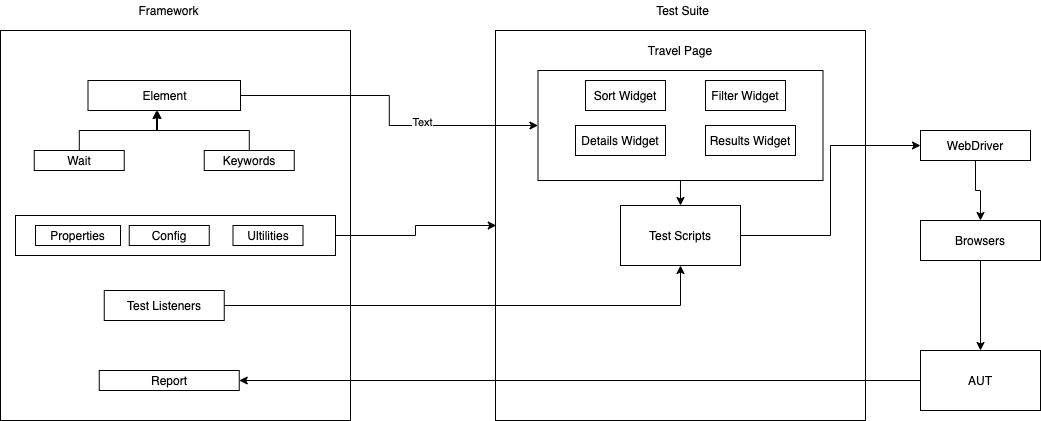 Framework
Test Suite
Travel Page
Element
Sort Widget
Filter Widget
Text
Wait
Keywords
Details Widget
Results Widget
WebDriver
Properties
Config
Ultilities
Test Scripts
Browsers
Test Listeners
Report
AUT